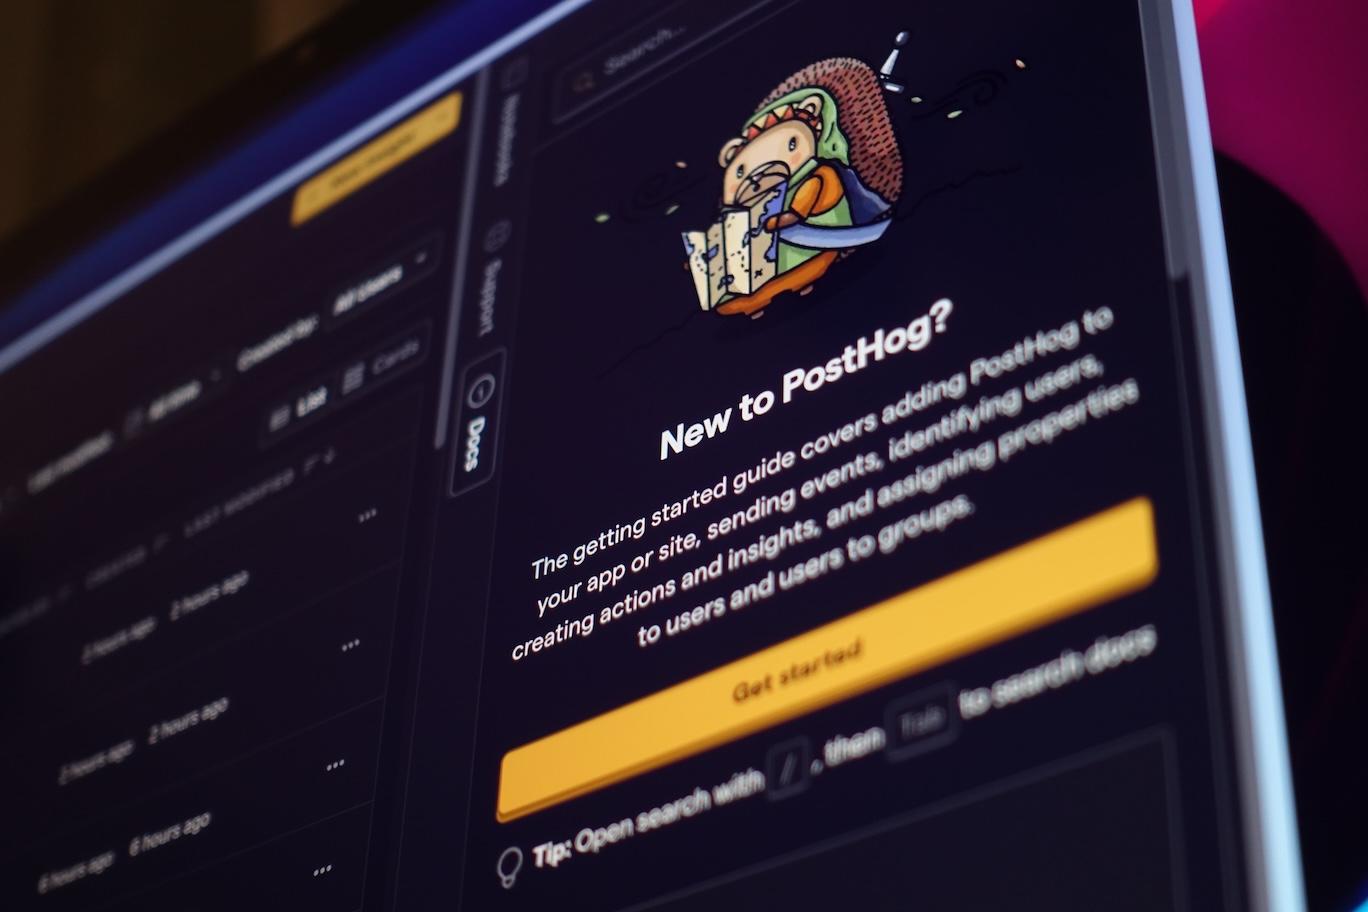 Search...
Notebooks
Support
Docs
Created by:
All Users
List
Cards
LAST MODIFIED
2 hours ago
2 hours ago
2 hours ago
2 hours ago
6 hours ago
6 hours ago
New to PostHog?
The getting started guide covers adding PostHog to
your app or site, sending events, identifying users,
creating actions and insights, and assigning properties
to users and users to groups.
Get started
Tip: Open search with / , then Tab to search docs